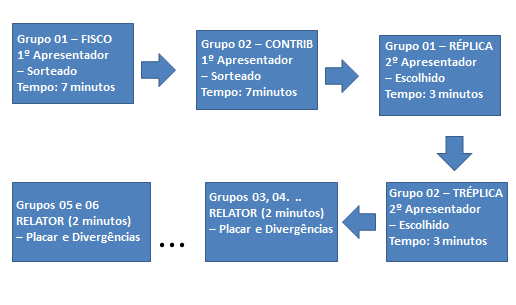 Grupo 01 – FISCO
1º Apresentador
– Sorteado
Tempo: 7 minutos
Grupo 02 – CONTRIB
1º Apresentador
– Sorteado
Tempo: 7minutos
Grupo 01 – RÉPLICA
2º Apresentador
– Escolhido
Tempo: 3 minutos
Grupo 02 – TRÉPLICA
2º Apresentador
– Escolhido
Tempo: 3 minutos
Grupos 03, 04. ..
RELATOR (2 minutos)
– Placar e Divergências
...
Grupos 05 e 06
RELATOR (2 minutos)
– Placar e Divergências